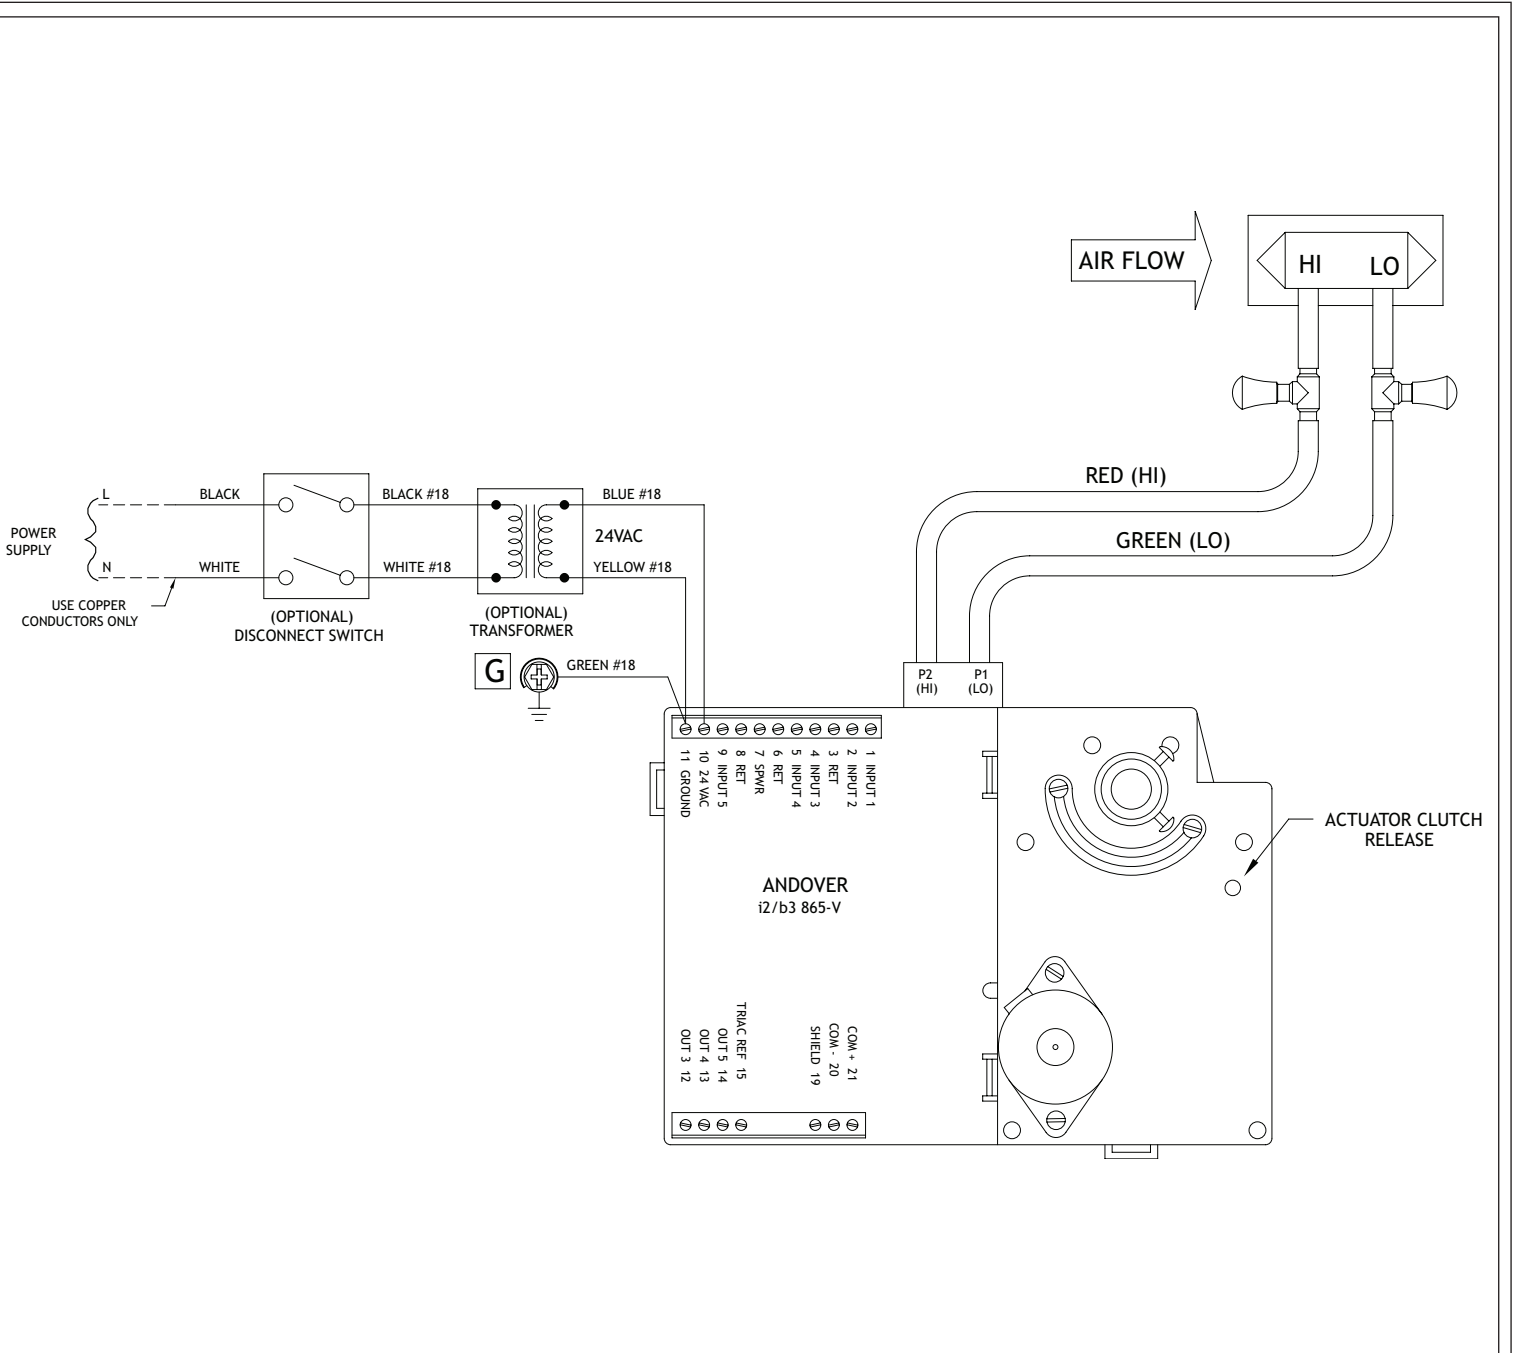 AIR FLOW
HI
LO
RED (HI)
GREEN (LO)
L
BLACK
BLACK #18
BLUE #18
POWER
SUPPLY
24VAC
N
WHITE
WHITE #18
YELLOW #18
USE COPPER
CONDUCTORS ONLY
(OPTIONAL)
DISCONNECT SWITCH
(OPTIONAL)
TRANSFORMER
G
GREEN #18
P2
(HI)
P1
(LO)
11 GROUND
10 24 VAC
9 INPUT 5
8 RET
7 SPWR
6 RET
5 INPUT 4
4 INPUT 3
3 RET
2 INPUT 2
1 INPUT 1
ACTUATOR CLUTCH
RELEASE
ANDOVER
i2/b3 865-V
OUT 3 12
OUT 4 13
OUT 5 14
TRIAC REF 15
SHIELD 19
COM - 20
COM + 21